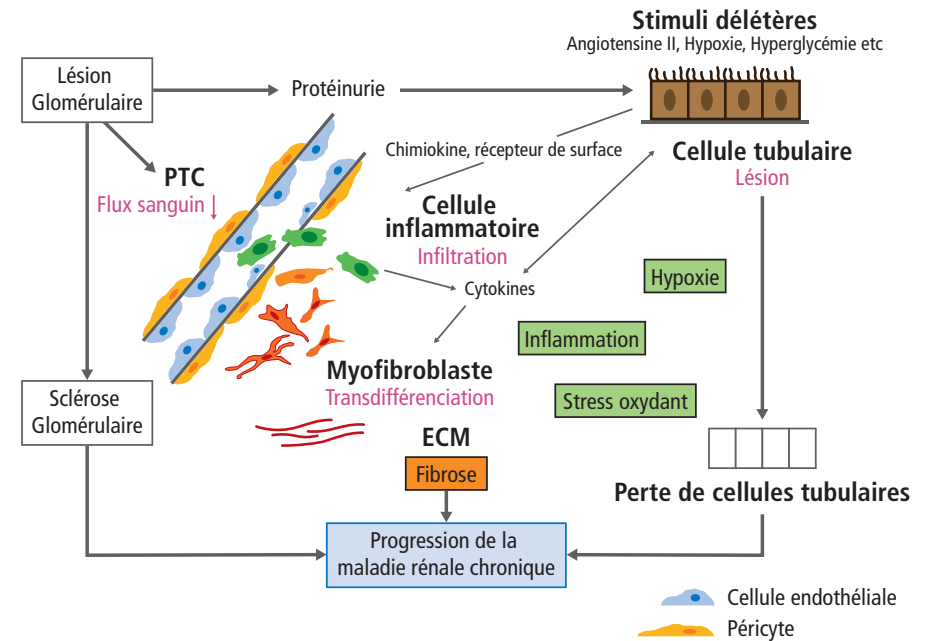 Stimuli délétères
Angiotensine II, Hypoxie, Hyperglycémie etc
Lésion
Glomérulaire
Protéinurie
Chimiokine, récepteur de surface
Cellule tubulaire
Lésion
PTC
Flux sanguin
Cellule
inflammatoire
Infiltration
Hypoxie
Cytokines
Inflammation
Myofibroblaste
Transdifférenciation
Stress oxydant
Sclérose
Glomérulaire
ECM
Fibrose
Perte de cellules tubulaires
Progression de la
maladie rénale chronique
Cellule endothéliale
Péricyte